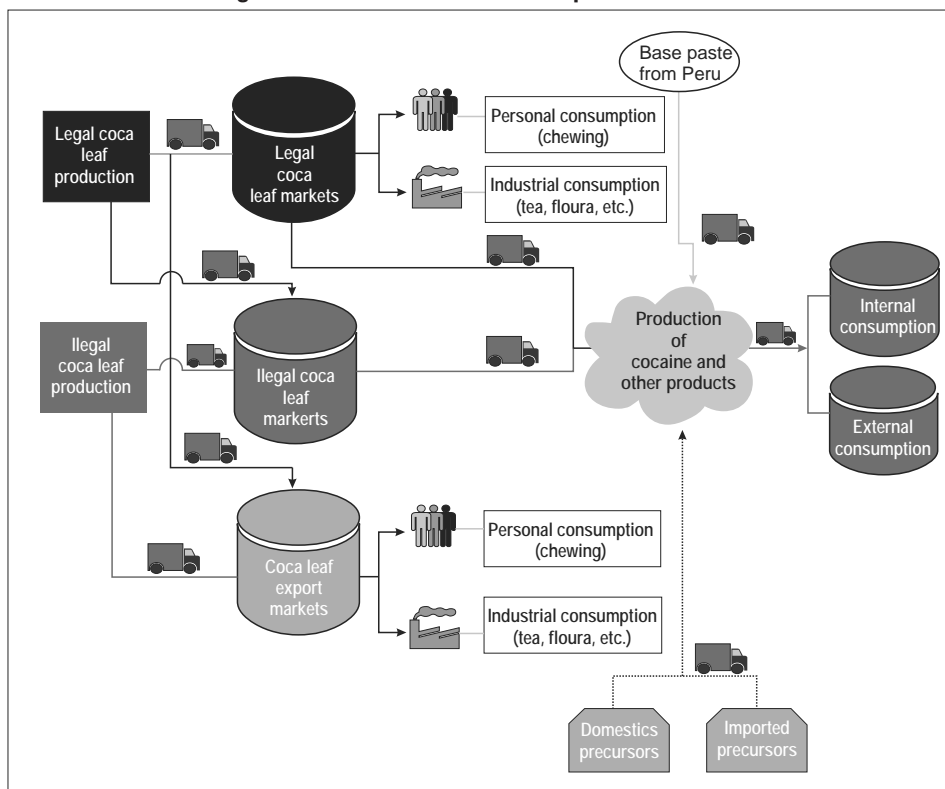 Base paste
from Peru
Legal coca
leaf
production
Legal
coca
leaf markets
Personal consumption
(chewing)
Industrial consumption
(tea, floura, etc.)
Ilegal
coca leaf
production
Ilegal coca
leaf
markerts
Production
of
cocaine and
other products
Internal
consumption
External
consumption
Coca leaf
export
markets
Personal consumption
(chewing)
Industrial consumption
(tea, floura, etc.)
Domestics
precursors
Imported
precursors